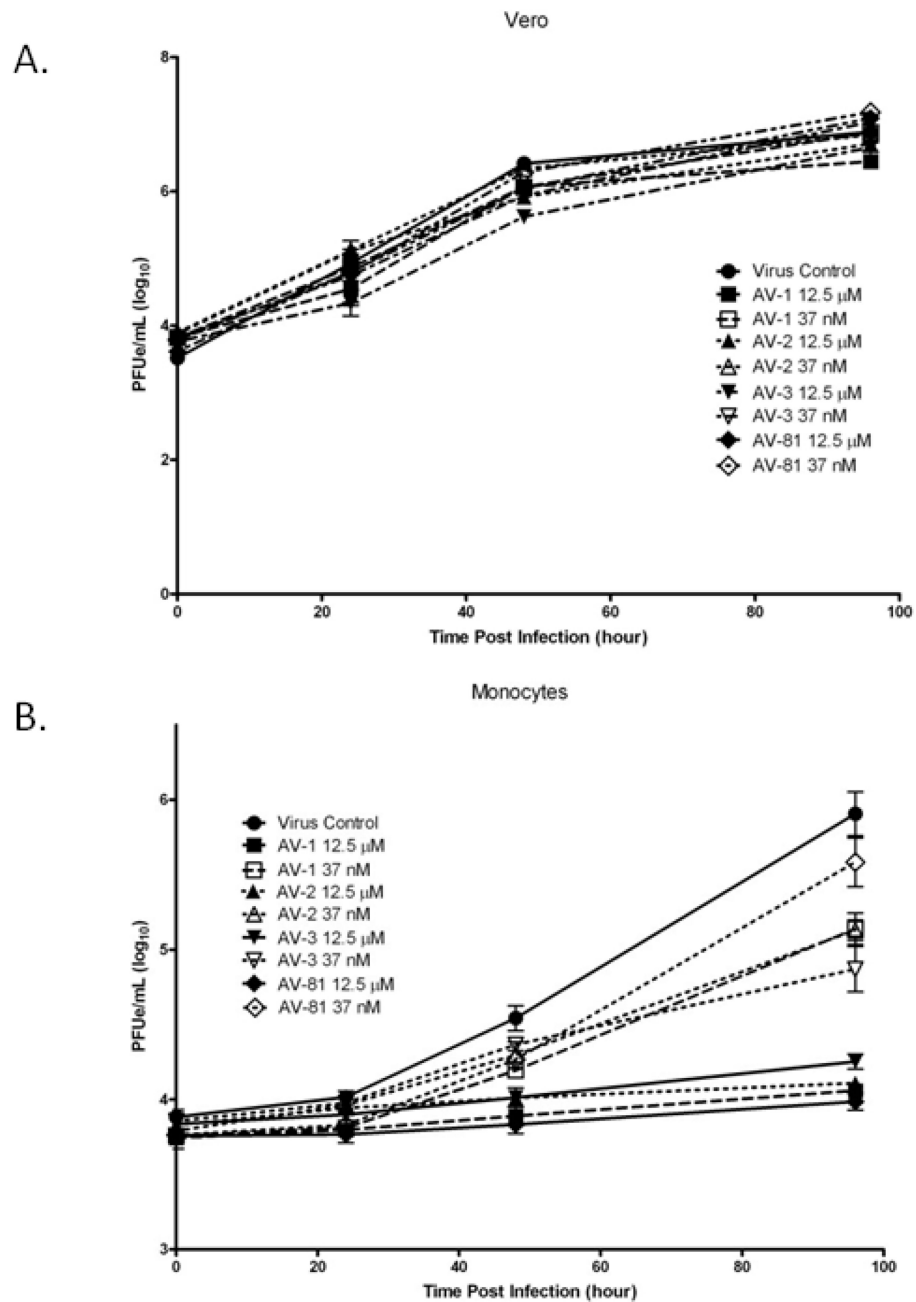 Vero
A.
8
6
4
2
0
PFUe/mL (log10)
Virus Control
AV-1 12.5 µM
AV-1 37 nM
AV-2 12.5 µM
AV-2 37 nM
AV-3 12.5 µM
AV-3 37 nM
AV-81 12.5 µM
AV-81 37 nM
0 20 40 60 80 100
Time Post Infection (hour)
Monocytes
B.
6
5
4
3
PFUe/mL (log10)
Virus Control
AV-1 12.5 µM
AV-1 37 nM
AV-2 12.5 µM
AV-2 37 nM
AV-3 12.5 µM
AV-3 37 nM
AV-81 12.5 µM
AV-81 37 nM
0 20 40 60 80 100
Time Post Infection (hour)